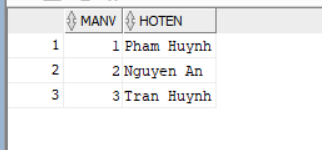 MANV HOTEN
1 1 Pham Huynh
2 2 Nguyen An
3 3 Tran Huynh